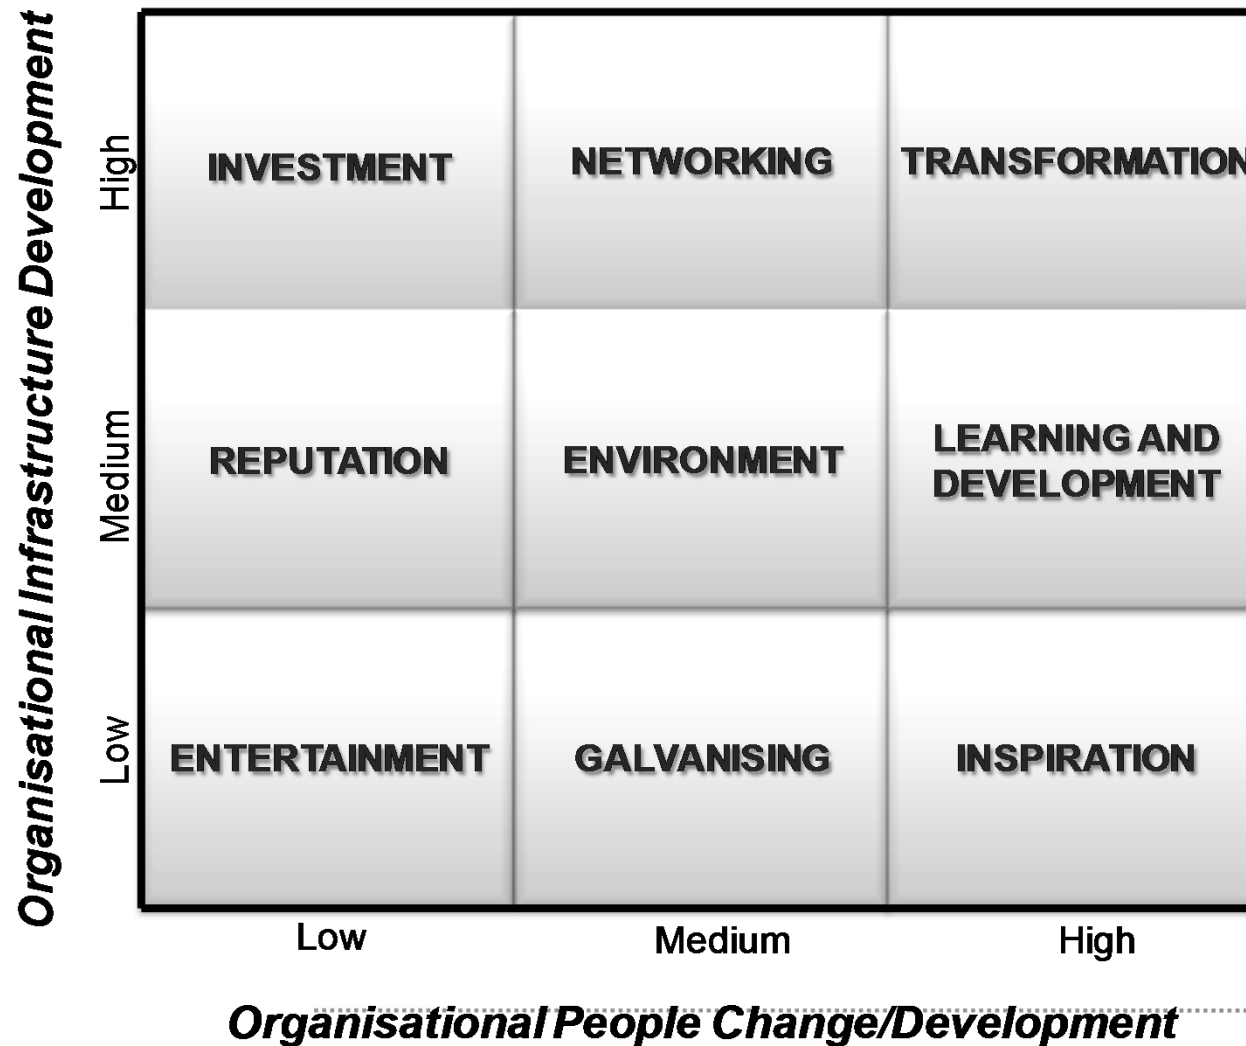 Organisational Infrastructure Development
High
INVESTMENT
NETWORKING
TRANSFORMATION
Medium
REPUTATION
ENVIRONMENT
LEARNING AND
DEVELOPMENT
Low
ENTERTAINMENT
GALVANISING
INSPIRATION
Low
Medium
High
Organisational People Change/Development